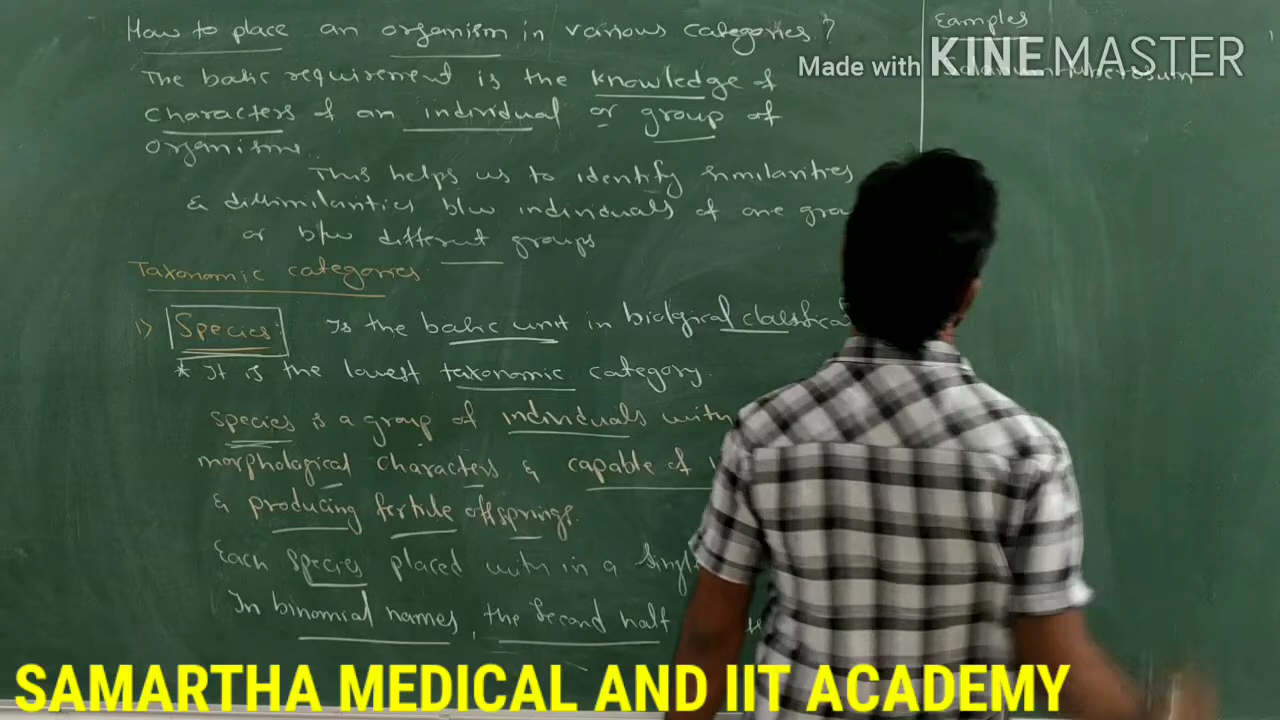 How to place an organism in various categories?
The basic requirement is the knowledge of
characters of an individual or group of
organisms.
This helps us to identify similarities
& dissimilarities b/w individuals of one
or b/w different groups
Taxonomic categories
1) Species: Is the basic unit in biological
* It is the lowest taxonomic category.
Species is a group of individuals with
morphological characters & capable of
& producing fertile offsprings.
Each species placed with in a
In binomial names, the second half
Examples
Made with KINEMASTER
SAMARTHA MEDICAL AND IIT ACADEMY